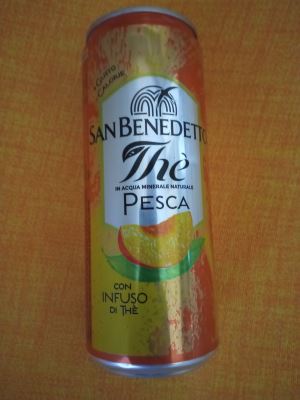 SAN BENEDETTO
Thè
IN ACQUA MINERALE NATURALE
PESCA
CON
INFUSO
DI THÈ